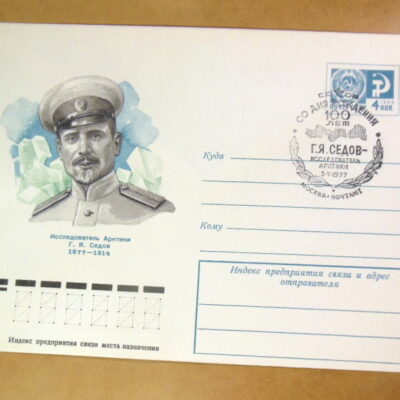 1966
4
КОП
СО ДНЯ РОЖДЕНИЯ
100
ЛЕТ
Г.Я. СЕДОВ-
ИССЛЕДОВАТЕЛЬ
АРКТИКИ
5·V·1977
МОСКВА · ПОЧТАМТ
Куда
Кому
Исследователь Арктики
Г. Я. Седов
1877—1914
Индекс предприятия связи и адрес
отправителя
Индекс предприятия связи места назначения